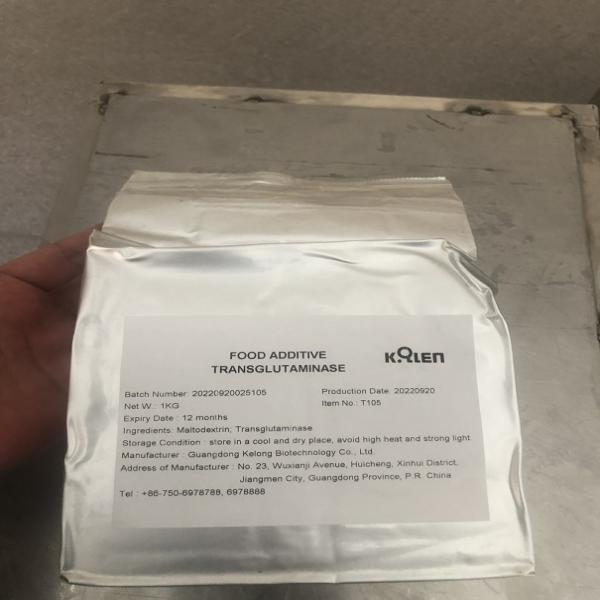 FOOD ADDITIVE
TRANSGLUTAMINASE
KOLEN
Batch Number: 20220920025105
Production Date: 20220920
Net W.: 1KG
Item No.: T105
Expiry Date : 12 months
Ingredients: Maltodextrin; Transglutaminase
Storage Condition : store in a cool and dry place, avoid high heat and strong light
Manufacturer : Guangdong Kelong Biotechnology Co., Ltd.
Address of Manufacturer : No. 23, Wuxianji Avenue, Huicheng, Xinhui District,
Jiangmen City, Guangdong Province, P.R. China
Tel : +86-750-6978788, 6978888